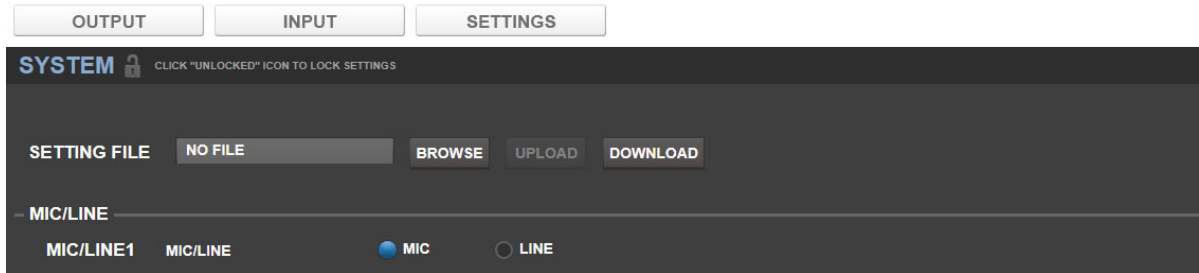 OUTPUT INPUT SETTINGS
SYSTEM CLICK "UNLOCKED" ICON TO LOCK SETTINGS
SETTING FILE NO FILE BROWSE UPLOAD DOWNLOAD
MIC/LINE
MIC/LINE1 MIC/LINE MIC LINE